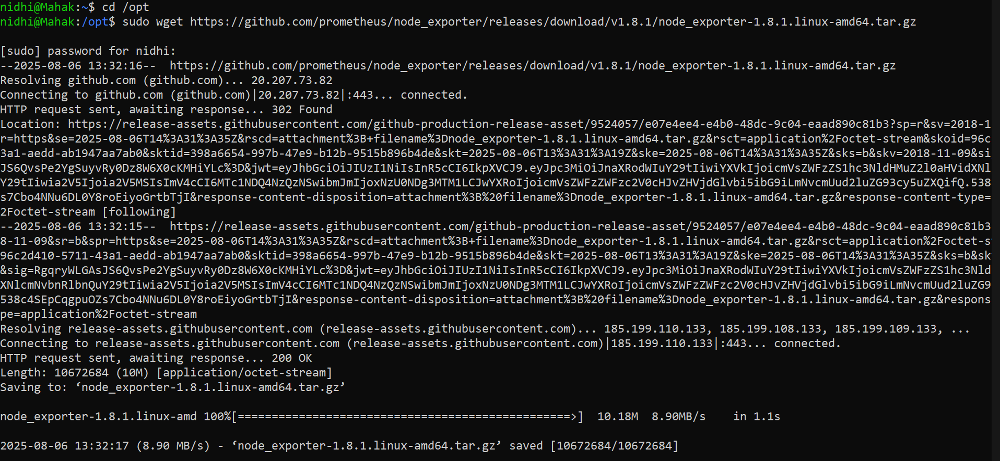 nidhi@Mahak:~$ cd /opt
nidhi@Mahak:/opt$ sudo wget https://github.com/prometheus/node_exporter/releases/download/v1.8.1/node_exporter-1.8.1.linux-amd64.tar.gz
[sudo] password for nidhi:
--2025-08-06 13:32:16--  https://github.com/prometheus/node_exporter/releases/download/v1.8.1/node_exporter-1.8.1.linux-amd64.tar.gz
Resolving github.com (github.com)... 20.207.73.82
Connecting to github.com (github.com)|20.207.73.82|:443... connected.
HTTP request sent, awaiting response... 302 Found
Location: https://release-assets.githubusercontent.com/github-production-release-asset/9524057/e07e4ee4-e4b0-48dc-9c04-eaad890c81b3?sp=r&sv=2018-1
r=https&se=2025-08-06T14%3A31%3A35Z&rscd=attachment%3B+filename%3Dnode_exporter-1.8.1.linux-amd64.tar.gz&rsct=application%2Foctet-stream&skoid=96c
3a1-aedd-ab1947aa7ab0&sktid=398a6654-997b-47e9-b12b-9515b896b4de&skt=2025-08-06T13%3A31%3A19Z&ske=2025-08-06T14%3A31%3A35Z&sks=b&skv=2018-11-09&si
JS6QvsPe2YgSuyvRy0Dz8W6X0cKMHiYLc%3D&jwt=eyJhbGciOiJIUzI1NiIsInR5cCI6IkpXVCJ9.eyJpc3MiOiJnaXRodWIuY29tIiwiYXVkIjoicmVsZWFzZS1hc3NldHMuZ2l0aHVidXNl
Y29tIiwia2V5Ijoia2V5MSIsImV4cCI6MTc1NDQ4NzQzNSwibmJmIjoxNzU0NDg3MTM1LCJwYXRoIjoicmVsZWFzZWFzc2V0cHJvZHVjdGlvbi5ibG9iLmNvcmUud2luZG93cy5uZXQifQ.538
s7Cbo4NNu6DL0Y8roEiyoGrtbTjI&response-content-disposition=attachment%3B%20filename%3Dnode_exporter-1.8.1.linux-amd64.tar.gz&response-content-type=
2Foctet-stream [following]
--2025-08-06 13:32:15--  https://release-assets.githubusercontent.com/github-production-release-asset/9524057/e07e4ee4-e4b0-48dc-9c04-eaad890c81b3
8-11-09&sr=b&spr=https&se=2025-08-06T14%3A31%3A35Z&rscd=attachment%3B+filename%3Dnode_exporter-1.8.1.linux-amd64.tar.gz&rsct=application%2Foctet-s
96c2d410-5711-43a1-aedd-ab1947aa7ab0&sktid=398a6654-997b-47e9-b12b-9515b896b4de&skt=2025-08-06T13%3A31%3A19Z&ske=2025-08-06T14%3A31%3A35Z&sks=b&sk
&sig=RgqryWLGAsJS6QvsPe2YgSuyvRy0Dz8W6X0cKMHiYLc%3D&jwt=eyJhbGciOiJIUzI1NiIsInR5cCI6IkpXVCJ9.eyJpc3MiOiJnaXRodWIuY29tIiwiYXVkIjoicmVsZWFzZS1hc3Nld
XNlcmNvbnRlbnQuY29tIiwia2V5Ijoia2V5MSIsImV4cCI6MTc1NDQ4NzQzNSwibmJmIjoxNzU0NDg3MTM1LCJwYXRoIjoicmVsZWFzZWFzc2V0cHJvZHVjdGlvbi5ibG9iLmNvcmUud2luZG9
538c4SEpCqgpuOZs7Cbo4NNu6DL0Y8roEiyoGrtbTjI&response-content-disposition=attachment%3B%20filename%3Dnode_exporter-1.8.1.linux-amd64.tar.gz&respons
pe=application%2Foctet-stream
Resolving release-assets.githubusercontent.com (release-assets.githubusercontent.com)... 185.199.110.133, 185.199.108.133, 185.199.109.133, ...
Connecting to release-assets.githubusercontent.com (release-assets.githubusercontent.com)|185.199.110.133|:443... connected.
HTTP request sent, awaiting response... 200 OK
Length: 10672684 (10M) [application/octet-stream]
Saving to: ‘node_exporter-1.8.1.linux-amd64.tar.gz’
node_exporter-1.8.1.linux-amd 100%[=================================================>]  10.18M  8.90MB/s    in 1.1s
2025-08-06 13:32:17 (8.90 MB/s) - ‘node_exporter-1.8.1.linux-amd64.tar.gz’ saved [10672684/10672684]